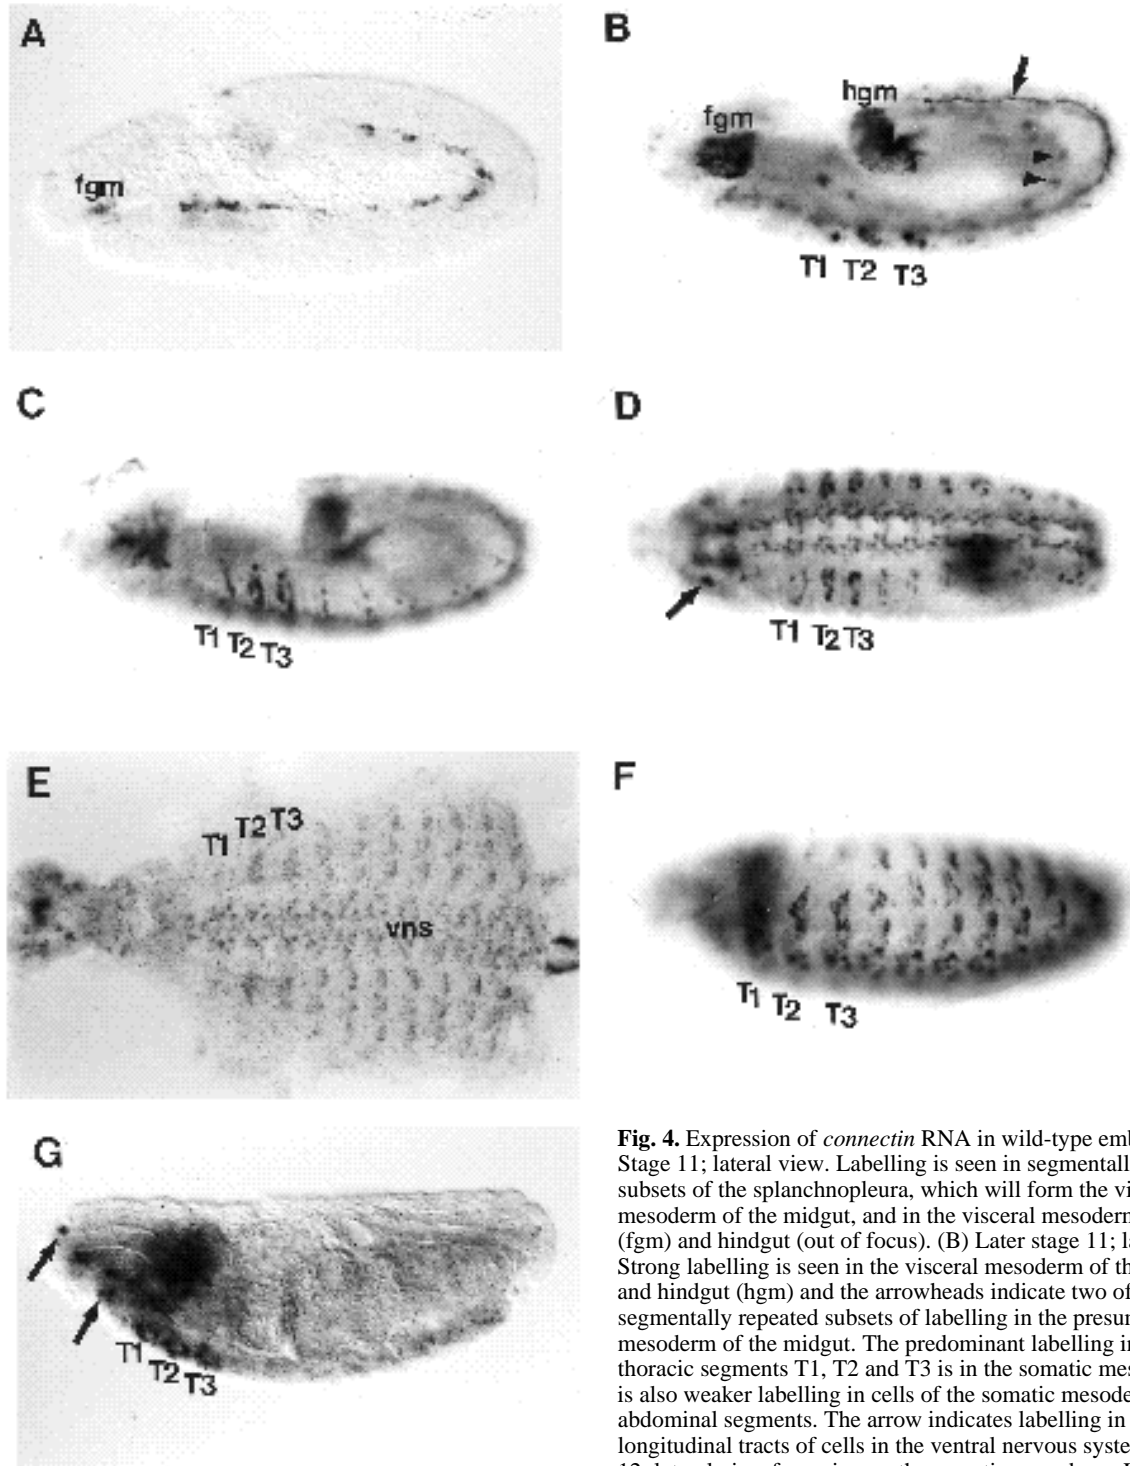 A
fgm
B
fgm
hgm
T1 T2 T3
C
T1 T2 T3
D
T1 T2 T3
E
T1 T2 T3
vns
F
T1 T2 T3
G
T1 T2 T3
Fig. 4. Expression of connectin RNA in wild-type emb
Stage 11; lateral view. Labelling is seen in segmentall
subsets of the splanchnopleura, which will form the vi
mesoderm of the midgut, and in the visceral mesoderm
(fgm) and hindgut (out of focus). (B) Later stage 11; la
Strong labelling is seen in the visceral mesoderm of th
and hindgut (hgm) and the arrowheads indicate two of
segmentally repeated subsets of labelling in the presum
mesoderm of the midgut. The predominant labelling in
thoracic segments T1, T2 and T3 is in the somatic mes
is also weaker labelling in cells of the somatic mesode
abdominal segments. The arrow indicates labelling in
longitudinal tracts of cells in the ventral nervous syste